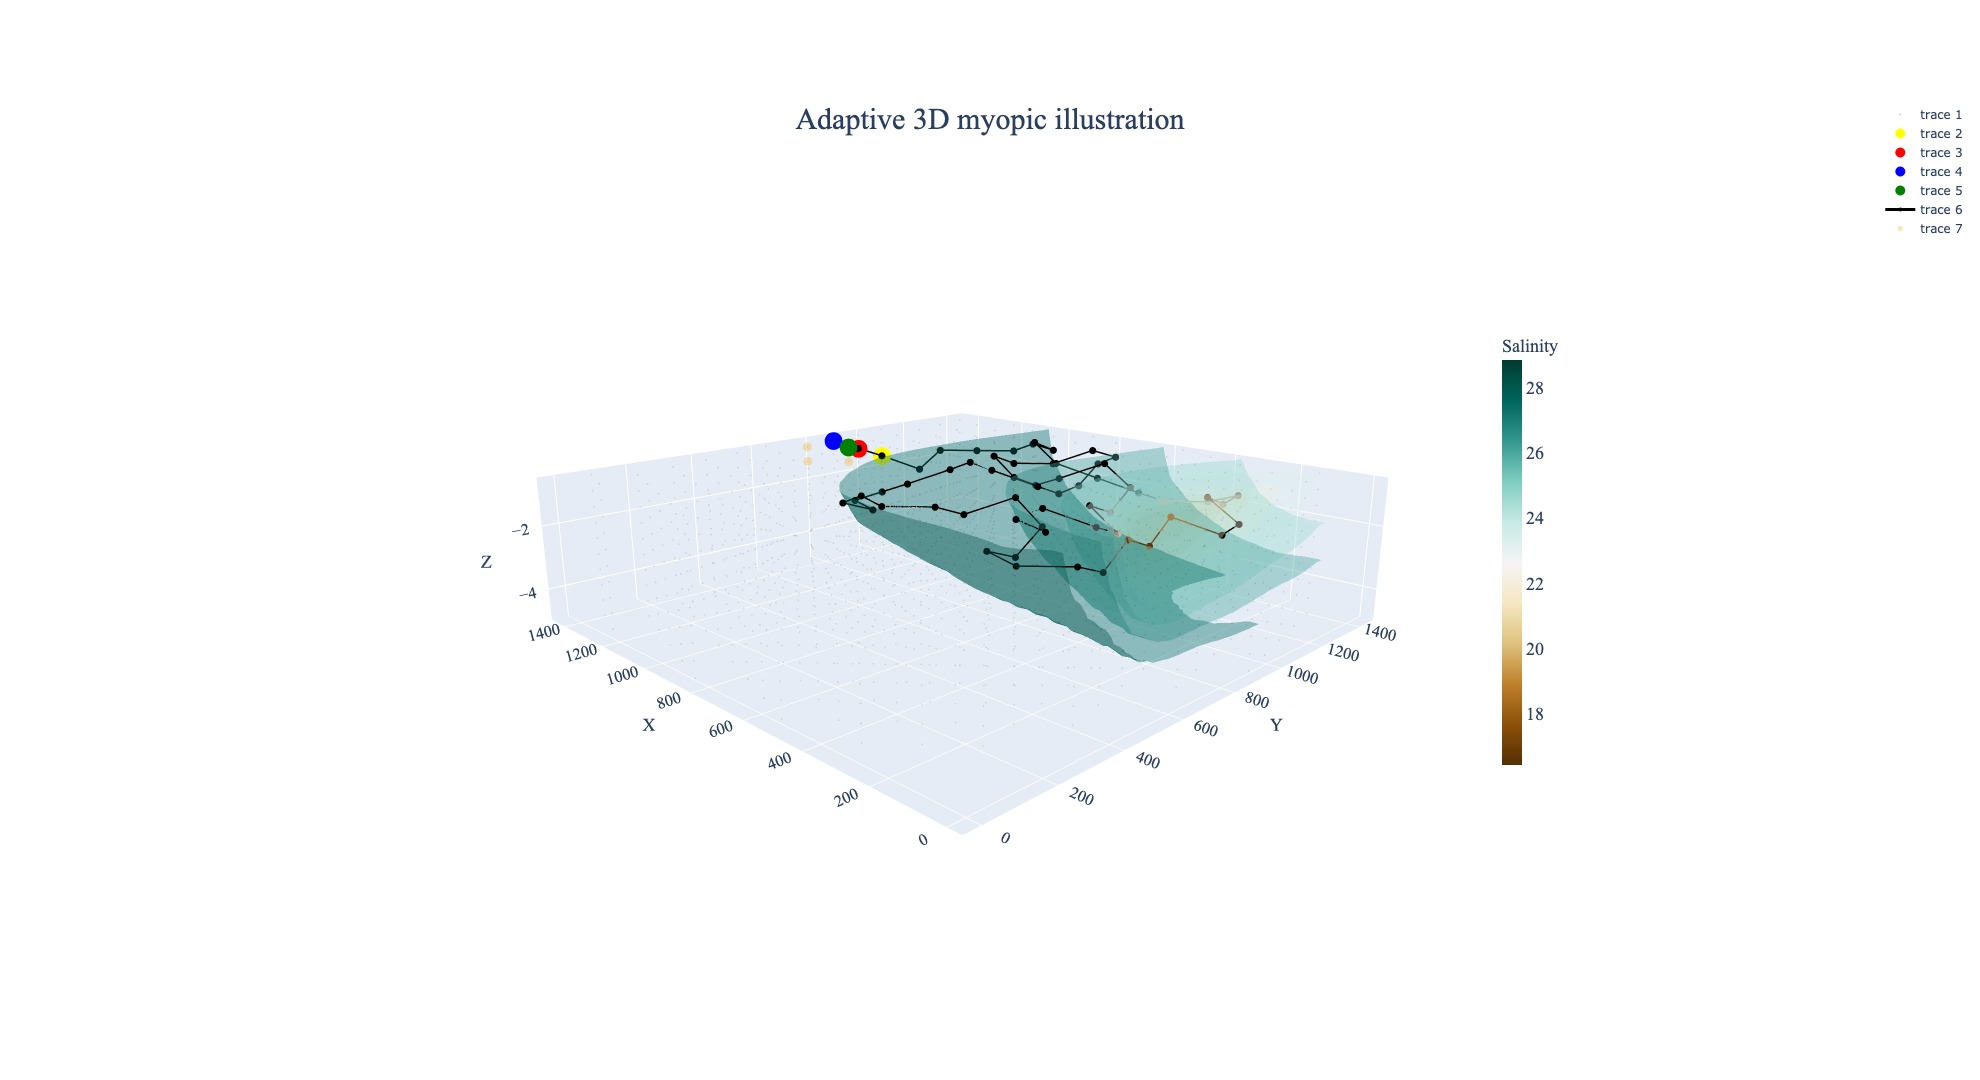 Adaptive 3D myopic illustration
trace 1
trace 2
trace 3
trace 4
trace 5
trace 6
trace 7
Salinity
28
26
24
22
20
18
Z
−2
−4
X
1400
1200
1000
800
600
400
200
0
Y
0
200
400
600
800
1000
1200
1400